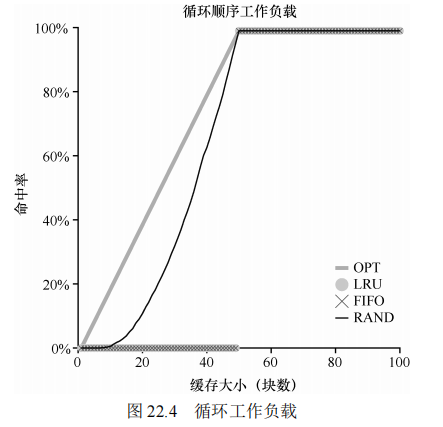 循环顺序工作负载
100%
80%
60%
40%
20%
0%
命中率
OPT
LRU
FIFO
RAND
0 20 40 60 80 100
缓存大小（块数）
图 22.4 循环工作负载